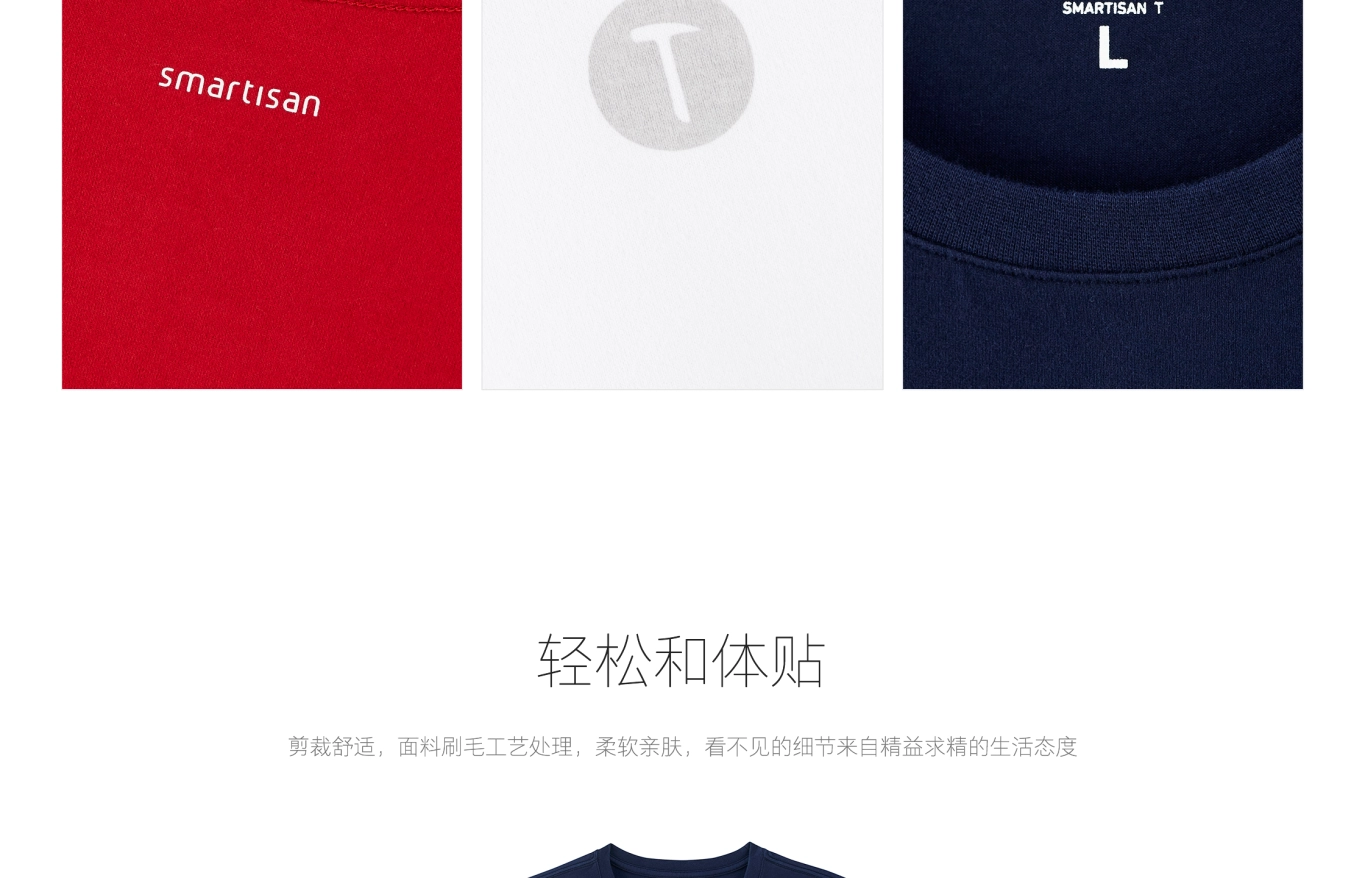 smartisan
T
SMARTISAN T
L
轻松和体贴
剪裁舒适，面料刷毛工艺处理，柔软亲肤，看不见的细节来自精益求精的生活态度